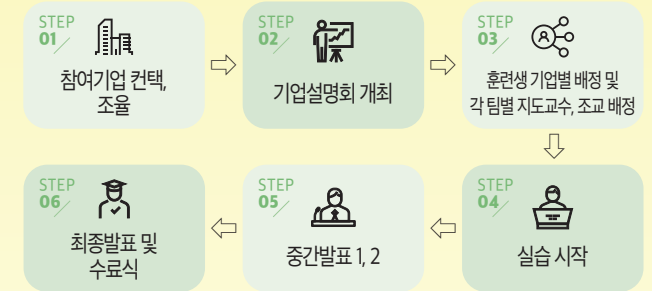 STEP
01
참여기업 컨택,
조율
STEP
02
기업설명회 개최
STEP
03
훈련생 기업별 배정 및
각 팀별 지도교수, 조교 배정
STEP
04
실습 시작
STEP
05
중간발표 1, 2
STEP
06
최종발표 및
수료식